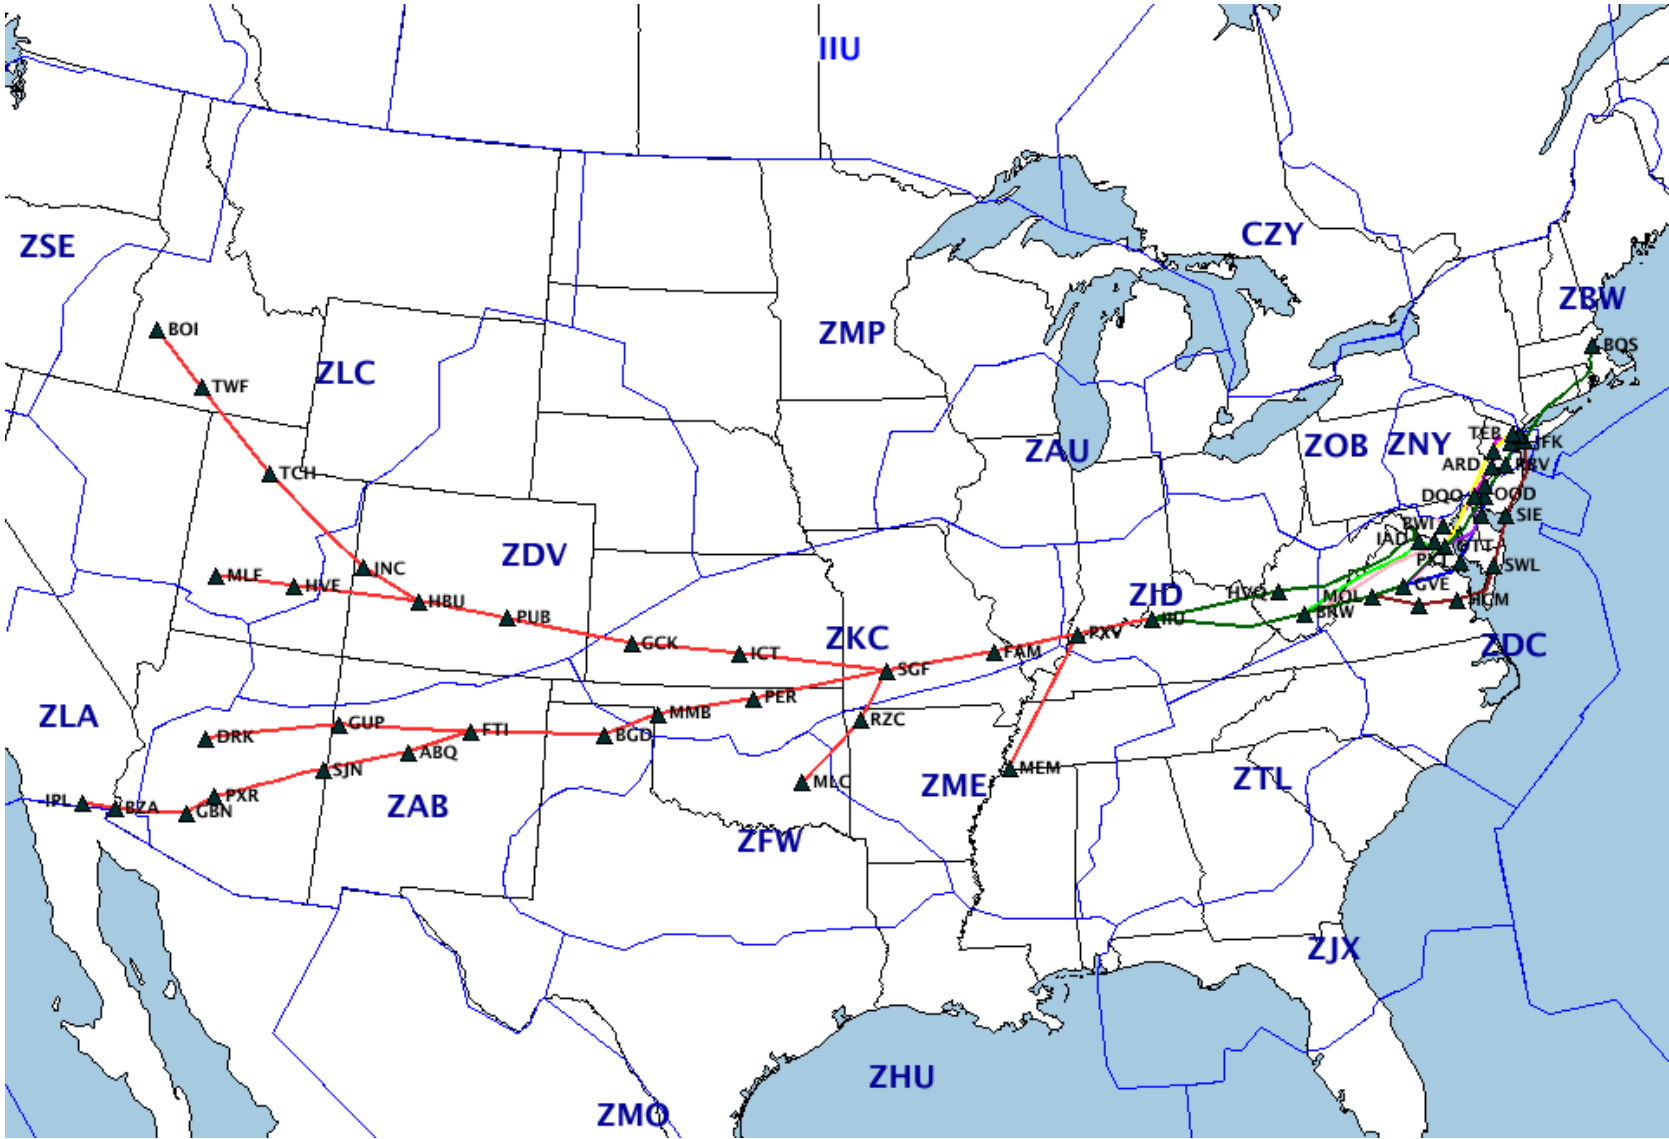 IIU
ZSE
CZY
ZBW
BOI
ZMP
BOS
ZLC
TWF
TEB
JFK
ZAU
ZOB
ZNY
ARD
RBV
TCH
DQO
OOD
SIE
BWI
IAD
ZDV
INC
MLF
HVE
HBU
SWL
GVE
HVQ
MOL
HCM
ZID
BKW
IIU
PUB
PXV
ZKC
GCK
ICT
FAM
SGF
ZDC
PER
MMB
RZC
ZLA
DRK
GUP
FTI
BGD
ABQ
SJN
MEM
MLC
ZME
ZTL
IPL
BZA
PXR
GBN
ZAB
ZFW
ZJX
ZHU
ZMO